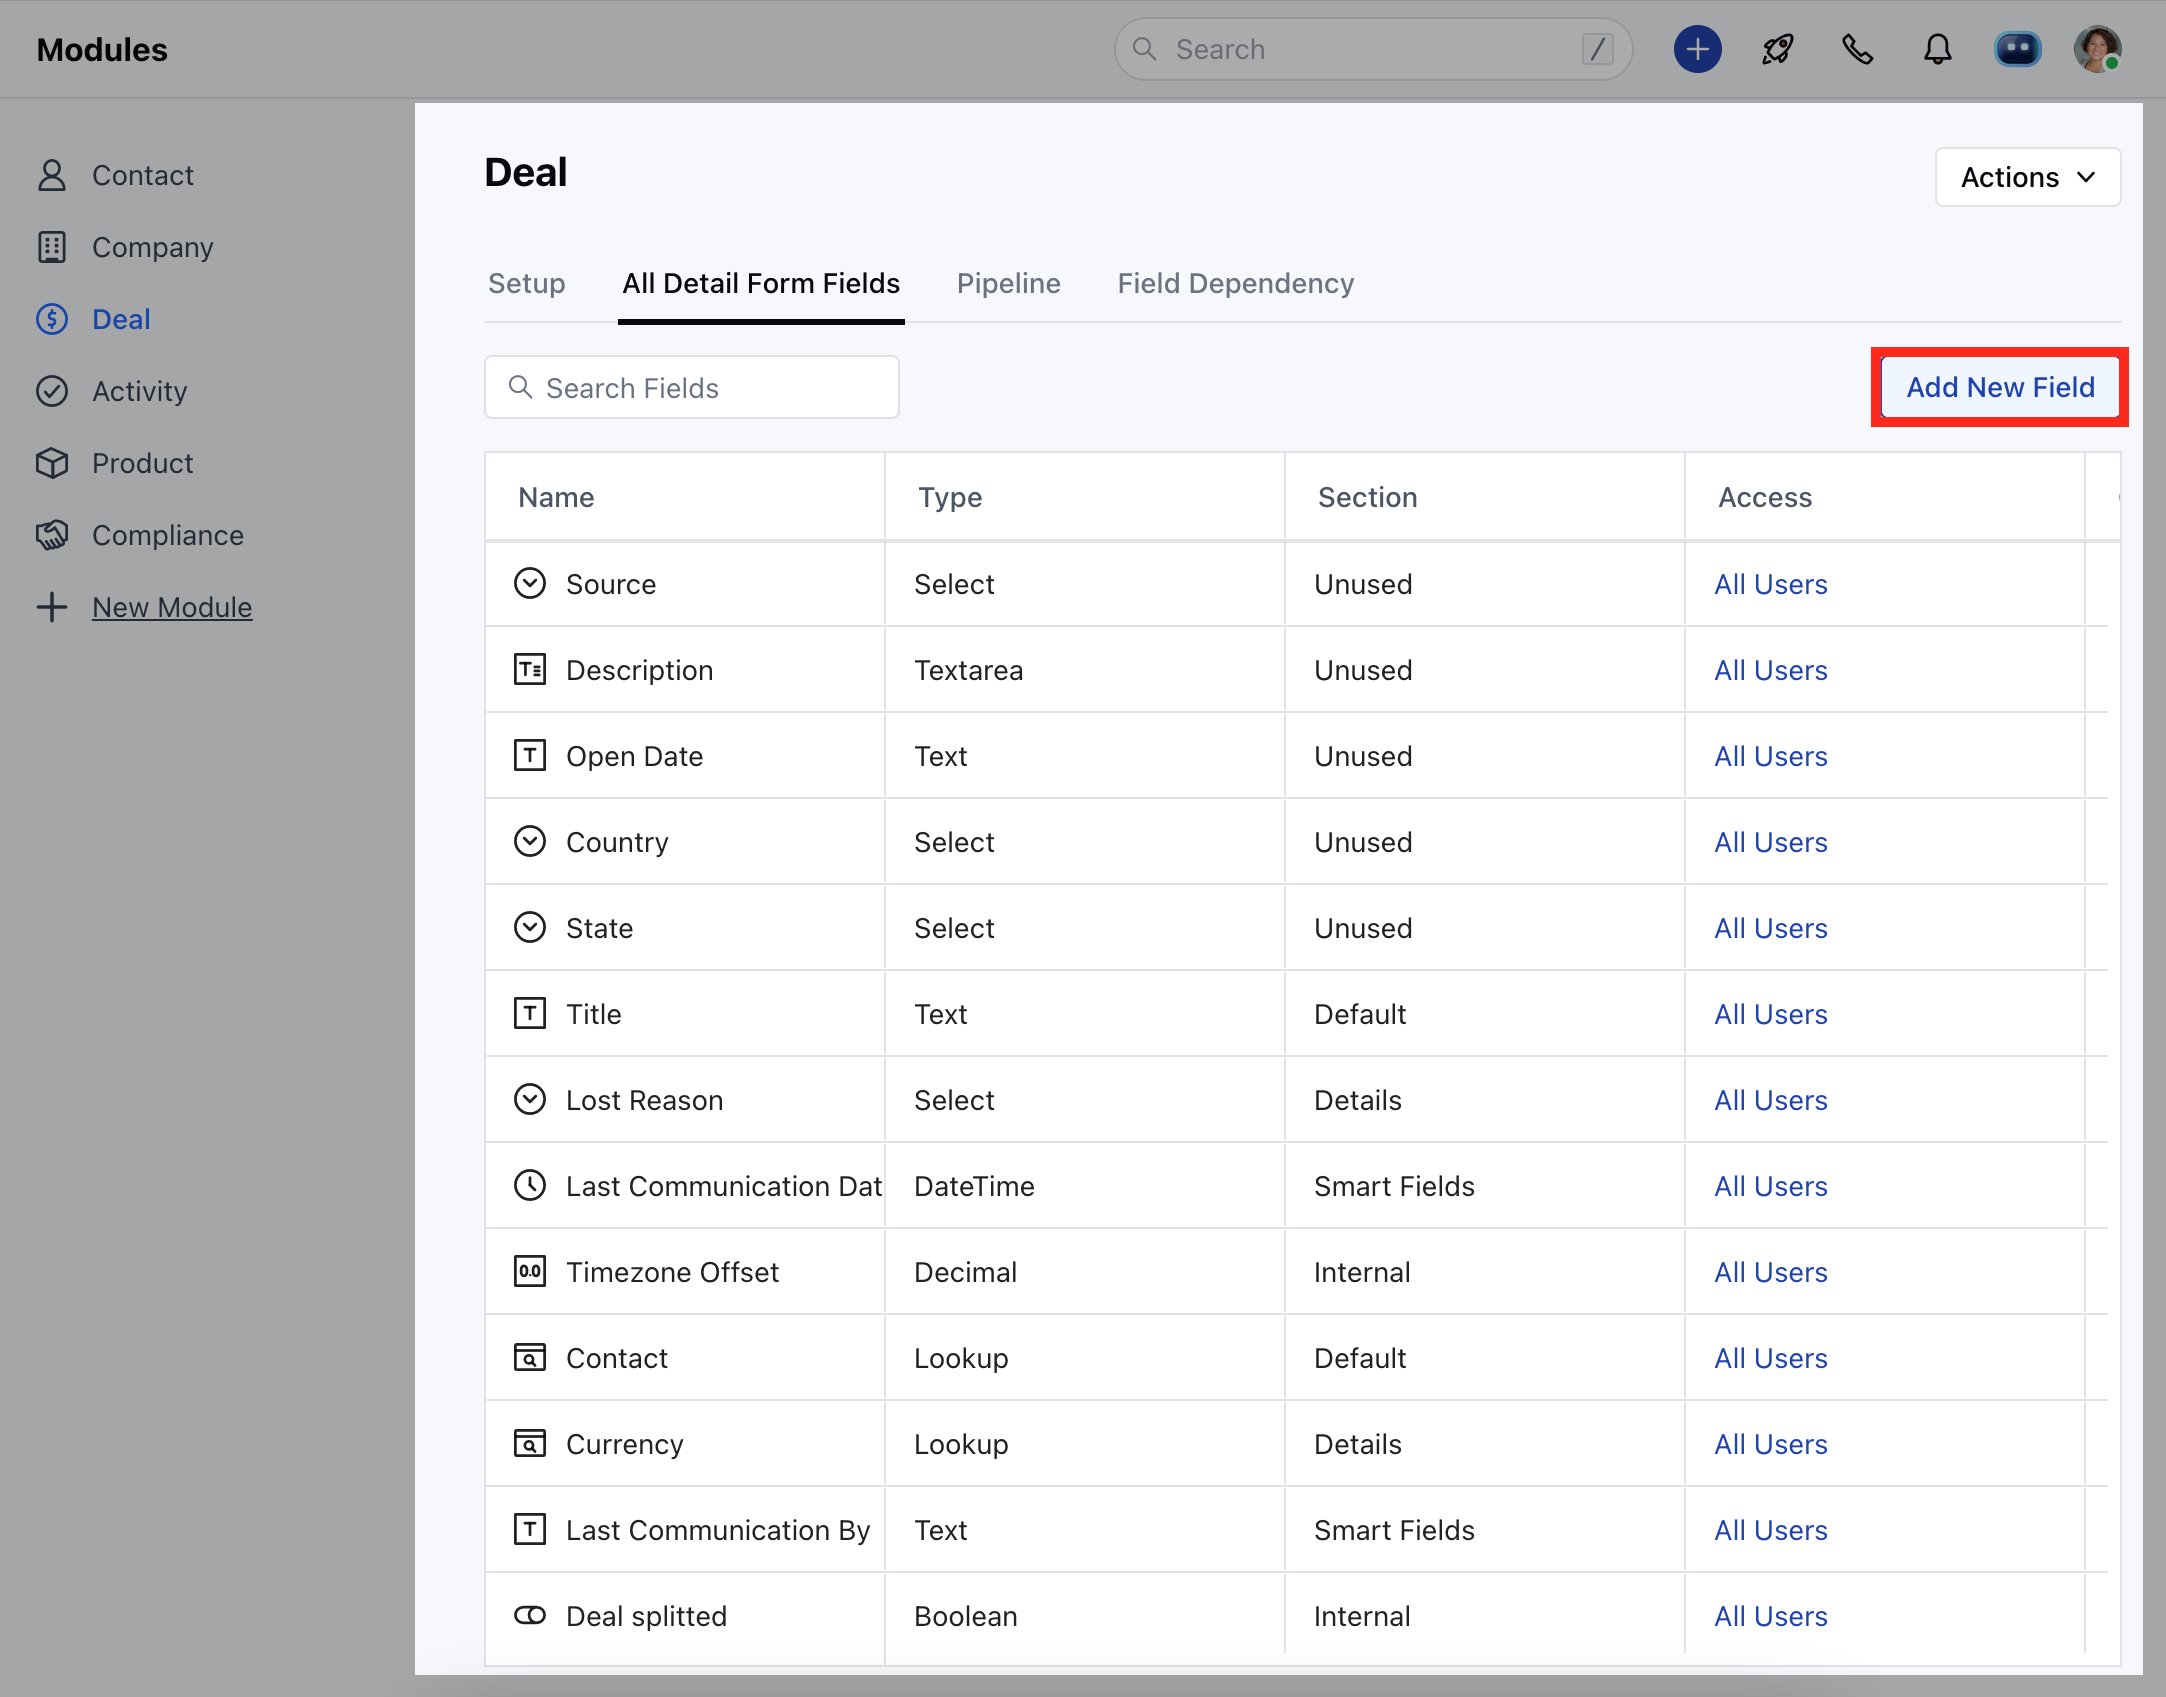 Modules
Search /
Contact
Company
Deal
Activity
Product
Compliance
New Module
Deal
Actions
Setup All Detail Form Fields Pipeline Field Dependency
Search Fields
Add New Field
Name Type Section Access
Source Select Unused All Users
Description Textarea Unused All Users
Open Date Text Unused All Users
Country Select Unused All Users
State Select Unused All Users
Title Text Default All Users
Lost Reason Select Details All Users
Last Communication Dat DateTime Smart Fields All Users
Timezone Offset Decimal Internal All Users
Contact Lookup Default All Users
Currency Lookup Details All Users
Last Communication By Text Smart Fields All Users
Deal splitted Boolean Internal All Users